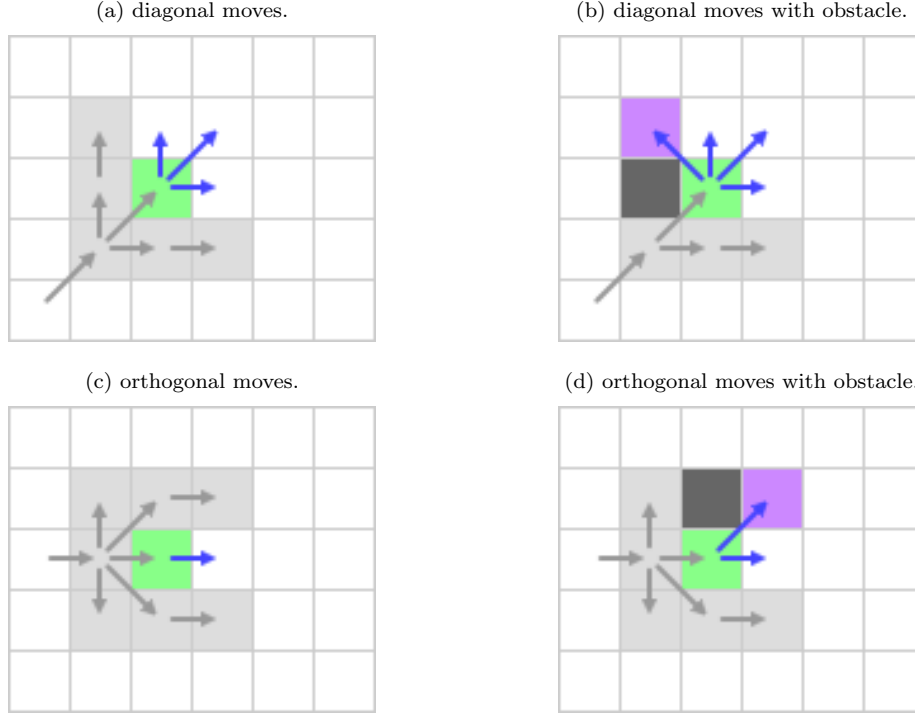 (a) diagonal moves.
(b) diagonal moves with obstacle.
(c) orthogonal moves.
(d) orthogonal moves with obstacle.